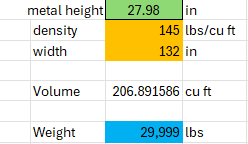 metal height 27.98 in
density 145 lbs/cu ft
width 132 in
Volume 206.891586 cu ft
Weight 29,999 lbs